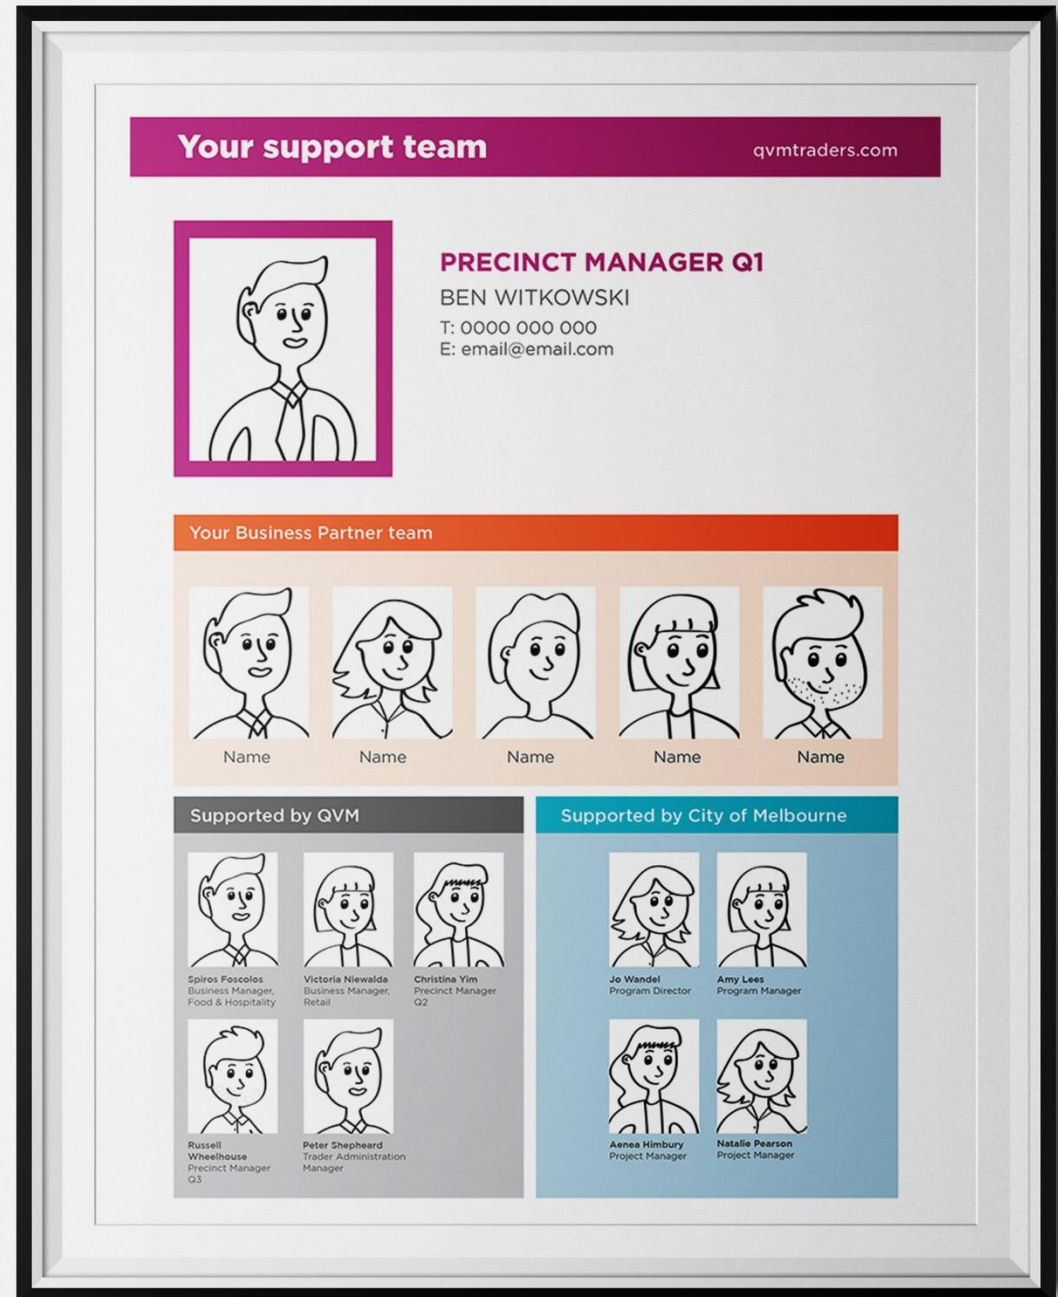 Your support team
qvmtraders.com
PRECINCT MANAGER Q1
BEN WITKOWSKI
T: 0000 000 000
E: email@email.com
Your Business Partner team
Name
Name
Name
Name
Name
Supported by QVM
Spiros Foscolos
Business Manager,
Food & Hospitality
Victoria Niewalda
Business Manager,
Retail
Christina Yim
Precinct Manager
Q2
Russell
Wheelhouse
Precinct Manager
Q3
Peter Shepheard
Trader Administration
Manager
Supported by City of Melbourne
Jo Wandel
Program Director
Amy Lees
Program Manager
Aenea Himbury
Project Manager
Natalie Pearson
Project Manager